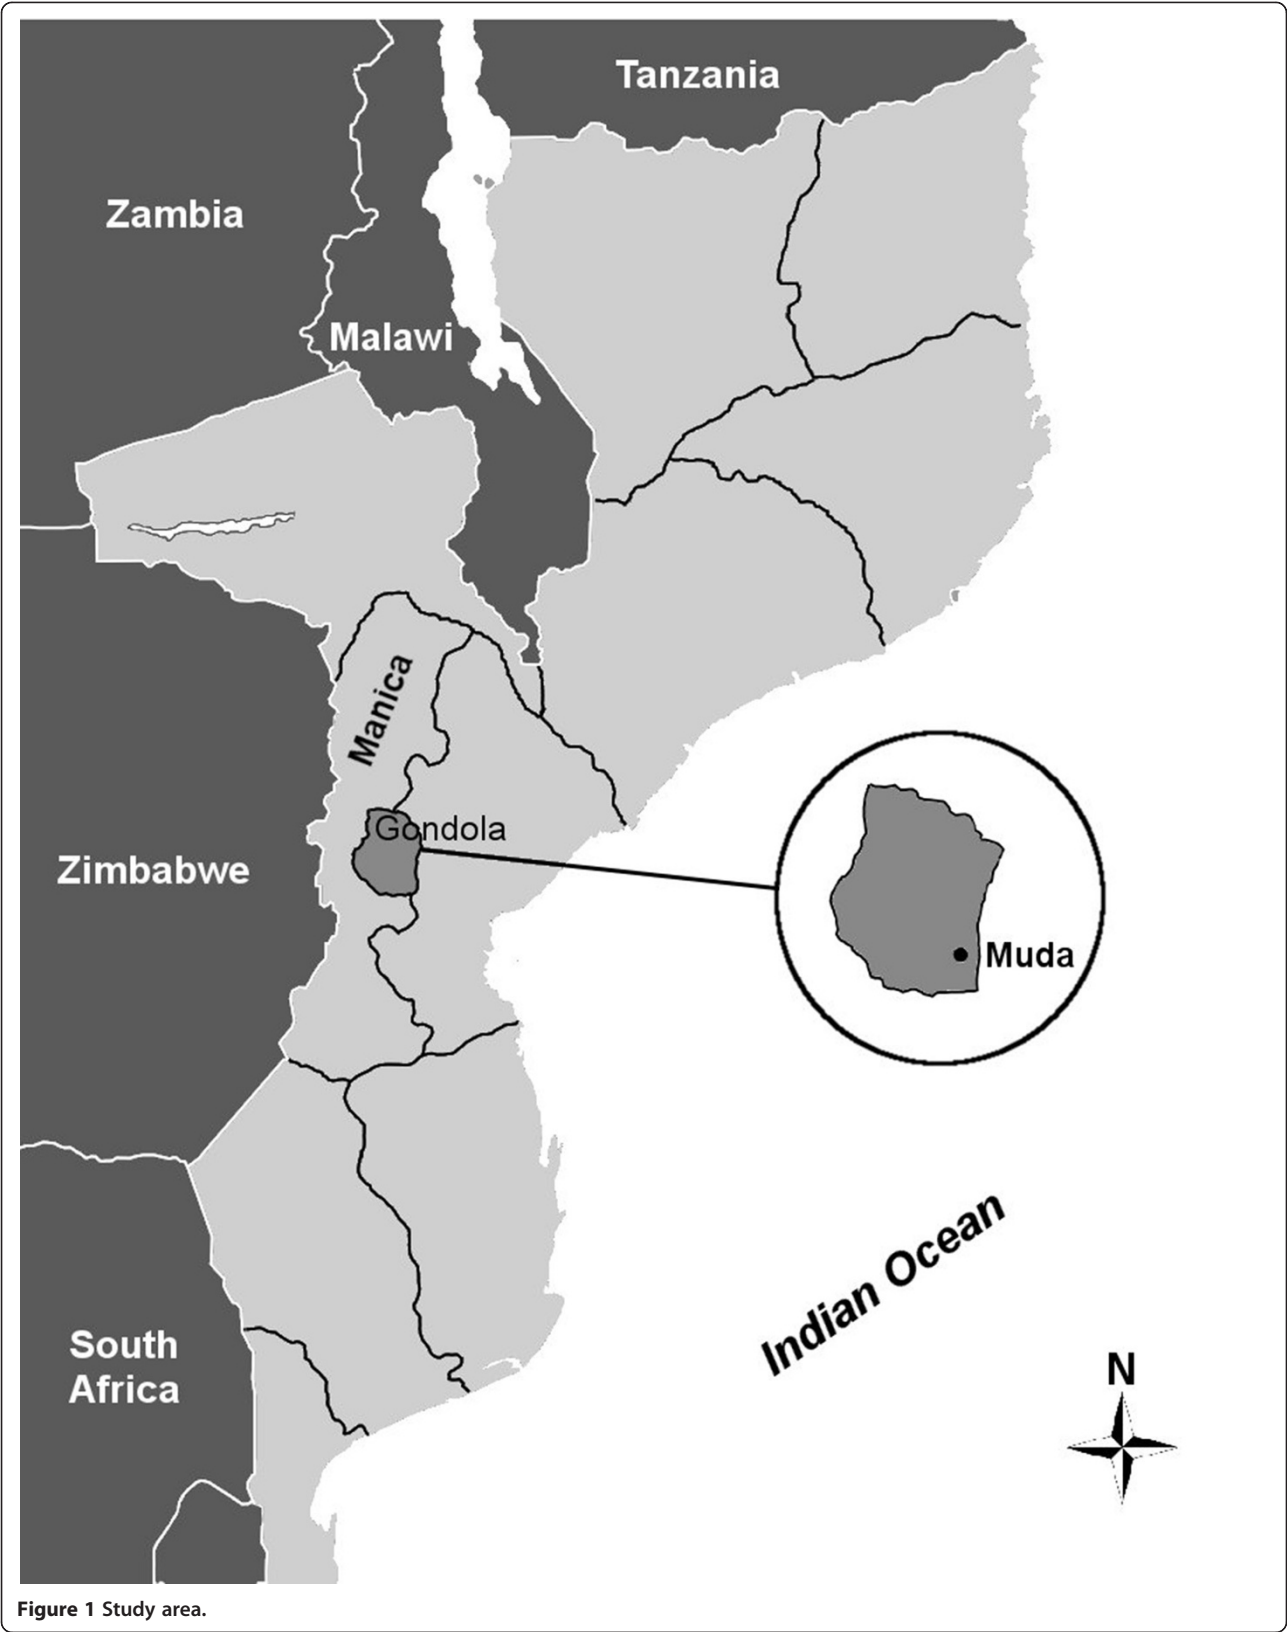 Tanzania
Zambia
Malawi
Manica
Gondola
Zimbabwe
Muda
Indian Ocean
South
Africa
N
Figure 1 Study area.